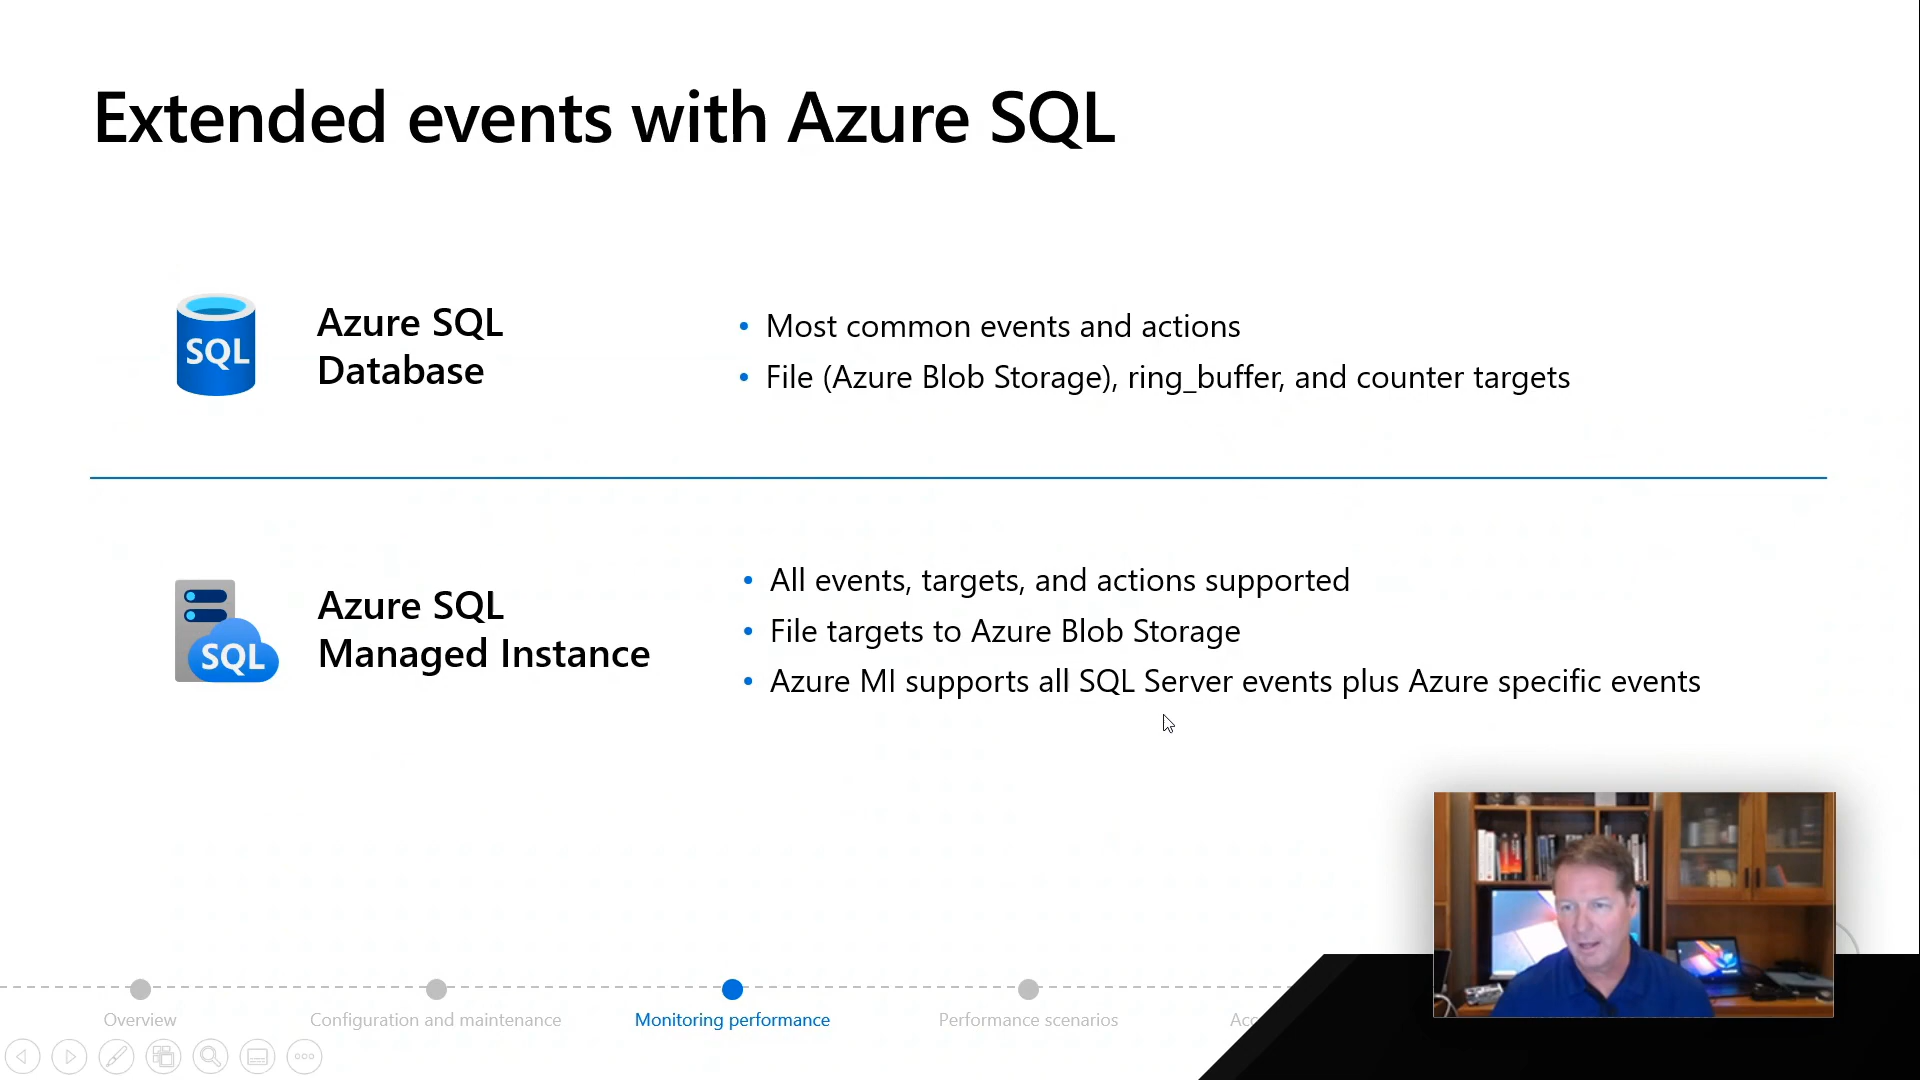 Extended events with Azure SQL
SQL
Azure SQL
Database
• Most common events and actions
• File (Azure Blob Storage), ring_buffer, and counter targets
SQL
Azure SQL
Managed Instance
• All events, targets, and actions supported
• File targets to Azure Blob Storage
• Azure MI supports all SQL Server events plus Azure specific events
Overview
Configuration and maintenance
Monitoring performance
Performance scenarios
Acc